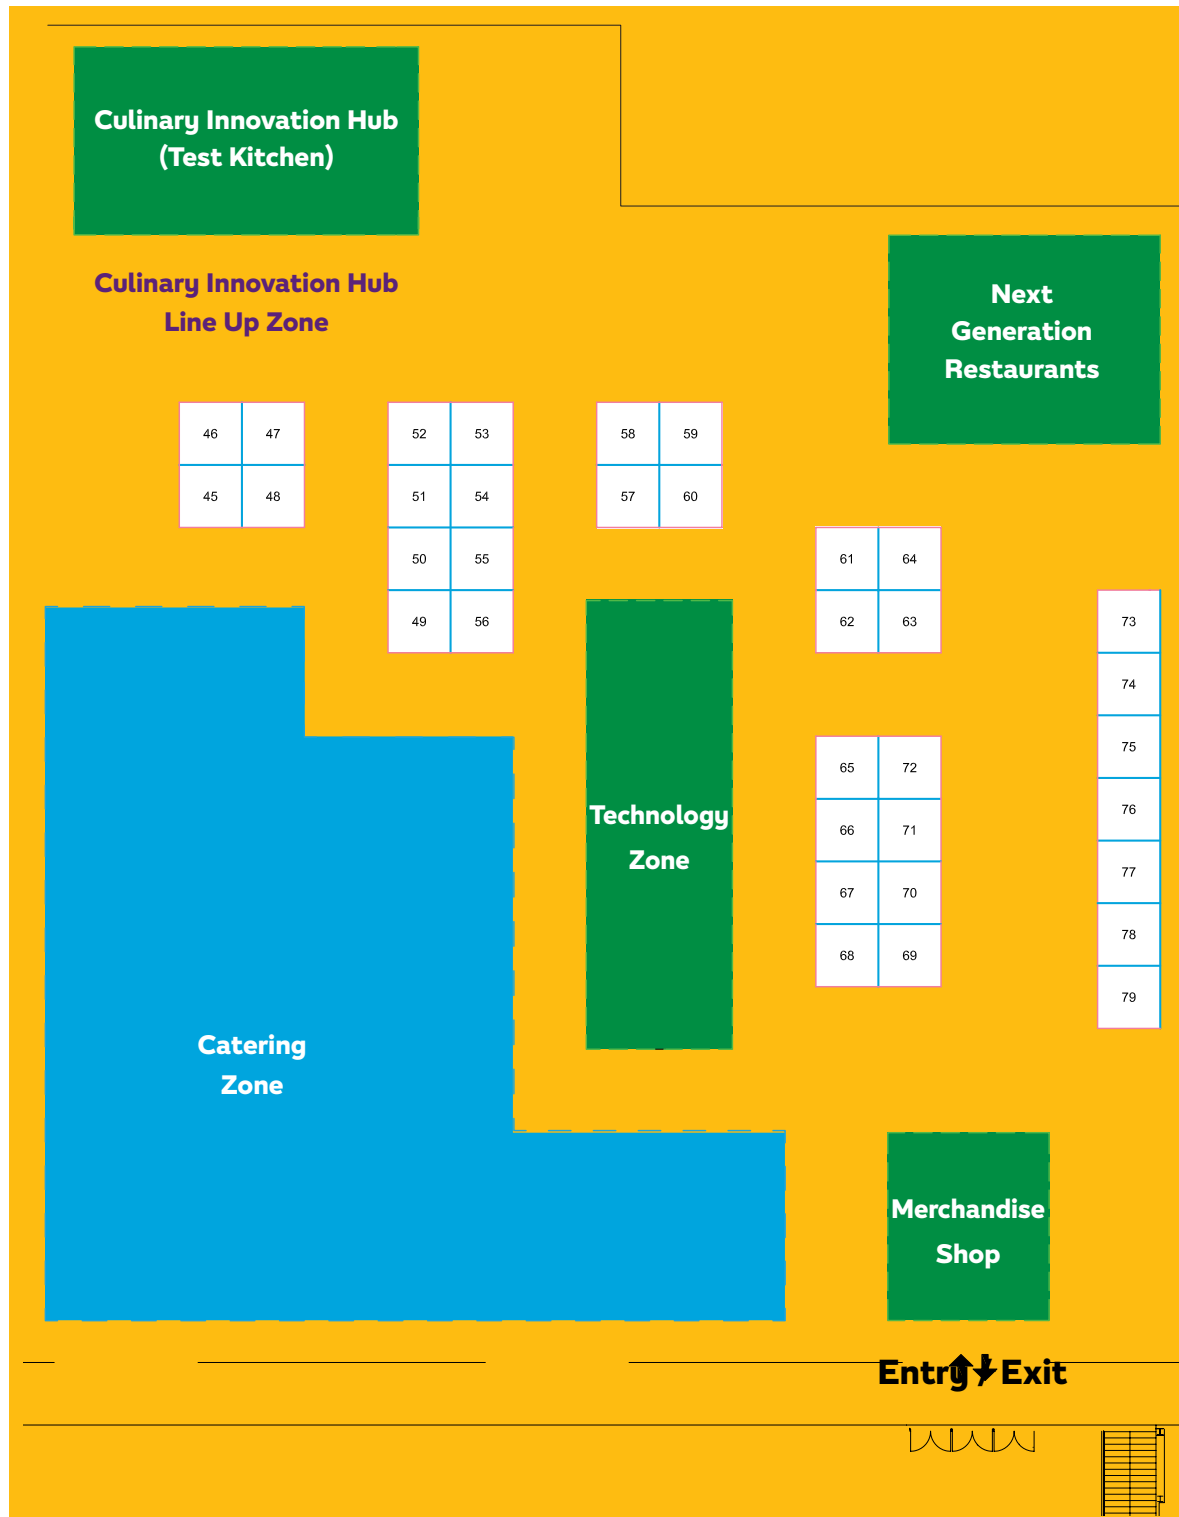 Culinary Innovation Hub
(Test Kitchen)
Culinary Innovation Hub
Line Up Zone
Next
Generation
Restaurants
46 47
45 48
52 53
51 54
50 55
49 56
58 59
57 60
61 64
62 63
65 72
66 71
67 70
68 69
73
74
75
76
77
78
79
Technology
Zone
Catering
Zone
Merchandise
Shop
Entry / Exit